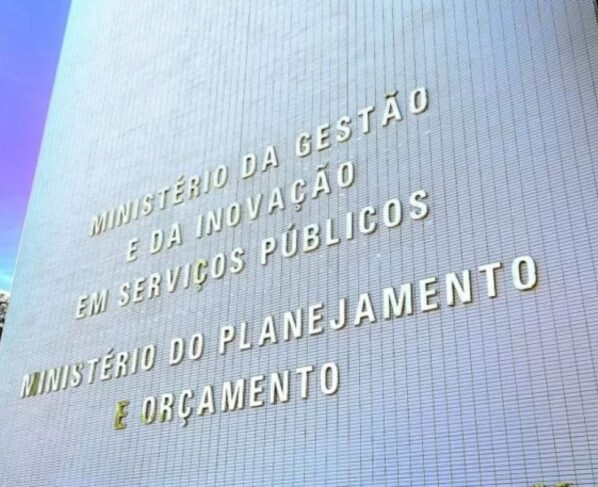 MINISTÉRIO DA GESTÃO
E DA INOVAÇÃO
EM SERVIÇOS PÚBLICOS
MINISTÉRIO DO PLANEJAMENTO
E ORÇAMENTO